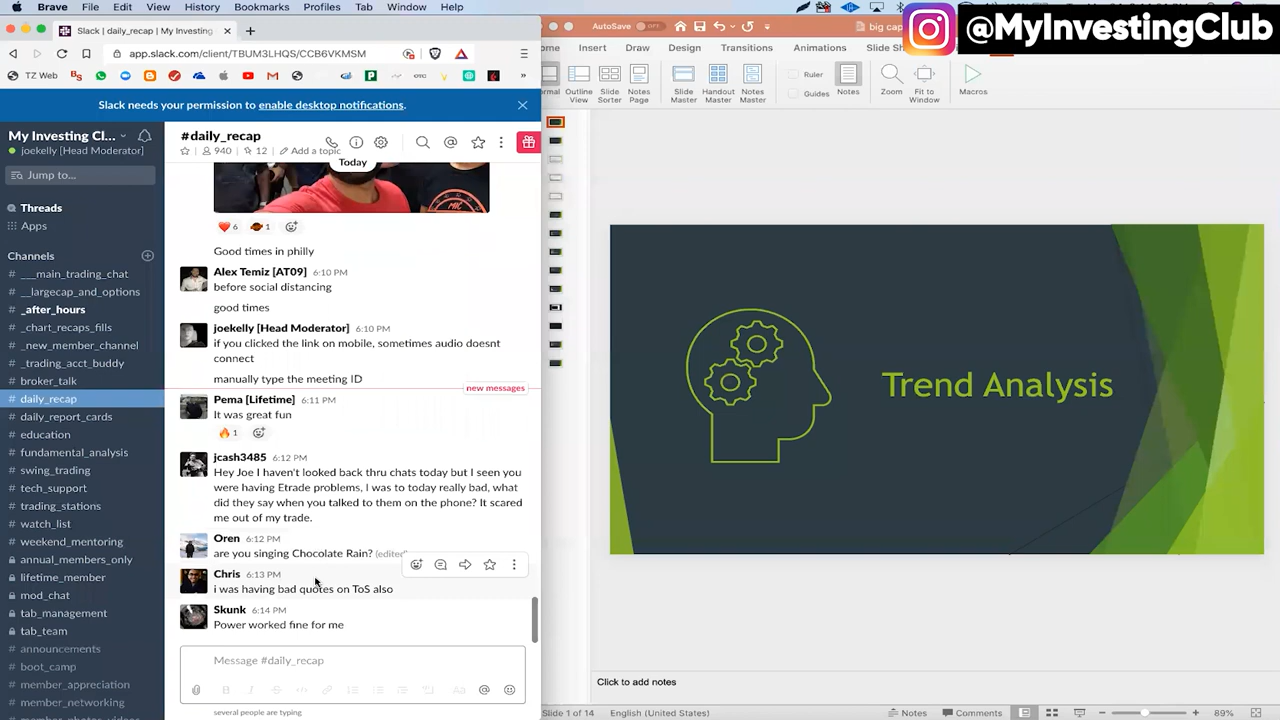 Brave File Edit View History Bookmarks Profiles Tab Window Help
@MyInvestingClub
Slack | daily_recap | My Investing
app.slack.com/client/TBUM3LHQS/CCB6VKMSM
TZ Web
Slack needs your permission to enable desktop notifications.
My Investing Cl...
joekelly [Head Moderator]
Jump to...
Threads
Apps
Channels
# ___main_trading_chat
# __largecap_and_options
# _after_hours
# _chart_recaps_fills
# _new_member_channel
# _trading_acct_buddy
# broker_talk
# daily_recap
# daily_report_cards
# education
# fundamental_analysis
# swing_trading
# tech_support
# trading_stations
# watch_list
# weekend_mentoring
annual_members_only
lifetime_member
mod_chat
tab_management
tab_team
# announcements
# boot_camp
# member_appreciation
# member_networking
#daily_recap
940 12 Add a topic
Today
6 1
Good times in philly
Alex Temiz [AT09] 6:10 PM
before social distancing
good times
joekelly [Head Moderator] 6:10 PM
if you clicked the link on mobile, sometimes audio doesnt
connect
manually type the meeting ID
new messages
Pema [Lifetime] 6:11 PM
It was great fun
1
jcash3485 6:12 PM
Hey Joe I haven't looked back thru chats today but I seen you
were having Etrade problems, I was to today really bad, what
did they say when you talked to them on the phone? It scared
me out of my trade.
Oren 6:12 PM
are you singing Chocolate Rain? (edited)
Chris 6:13 PM
i was having bad quotes on ToS also
Skunk 6:14 PM
Power worked fine for me
Message #daily_recap
several people are typing
AutoSave OFF
big cap
ome Insert Draw Design Transitions Animations Slide Sh
Outline View
Slide Sorter
Notes Page
Slide Master
Handout Master
Notes Master
Ruler
Guides
Notes
Zoom
Fit to Window
Macros
Trend Analysis
Click to add notes
Slide 1 of 14 English (United States) Notes Comments 89%